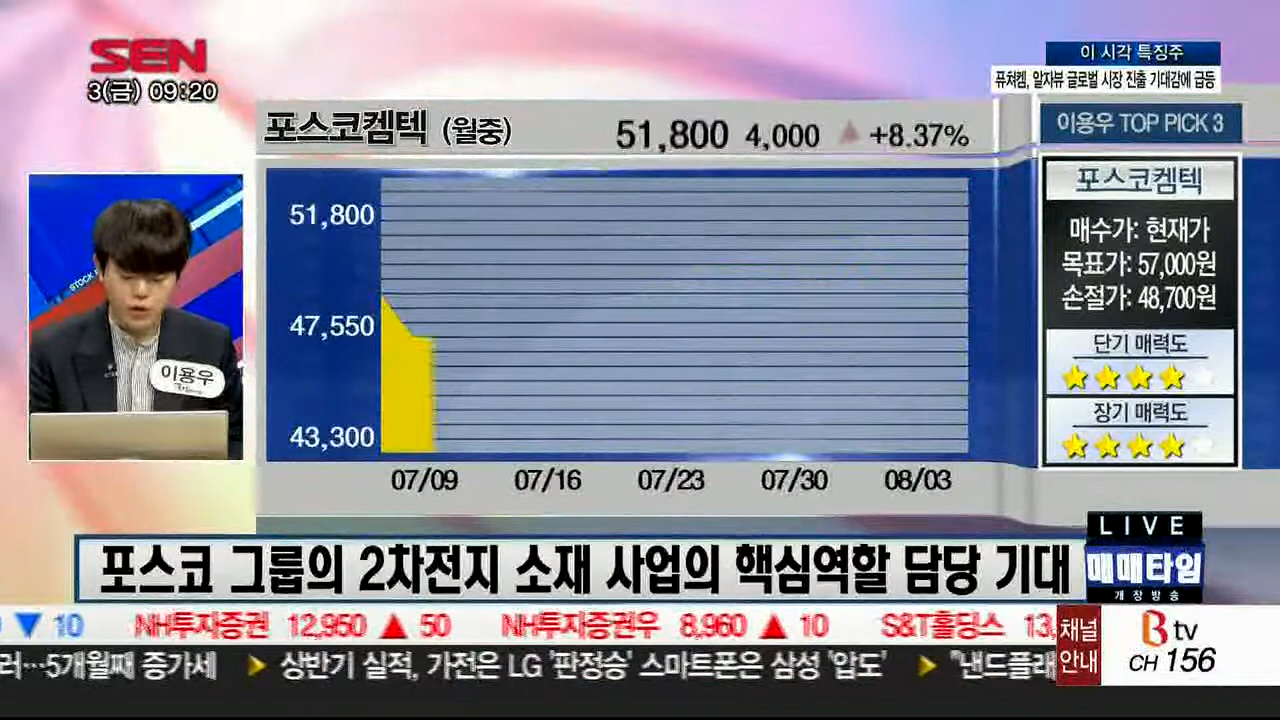 SEN
3(금) 09:20
이 시각 특징주
퓨쳐켐, 알자뷰 글로벌 시장 진출 기대감에 급등
포스코켐텍 (월중) 51,800 4,000 ▲ +8.37%
이용우 TOP PICK 3
포스코켐텍
매수가: 현재가
목표가: 57,000원
손절가: 48,700원
단기 매력도
장기 매력도
51,800
47,550
43,300
07/09 07/16 07/23 07/30 08/03
STOCK
이용우
포스코 그룹의 2차전지 소재 사업의 핵심역할 담당 기대
LIVE
매매타임
개장방송
▼ 10 NH투자증권 12,950 ▲ 50 NH투자증권우 8,960 ▲ 10 S&T홀딩스 13,
러…5개월째 증가세 ▶ 상반기 실적, 가전은 LG '판정승' 스마트폰은 삼성 '압도' ▶ "낸드플래
채널
안내
B tv
CH 156